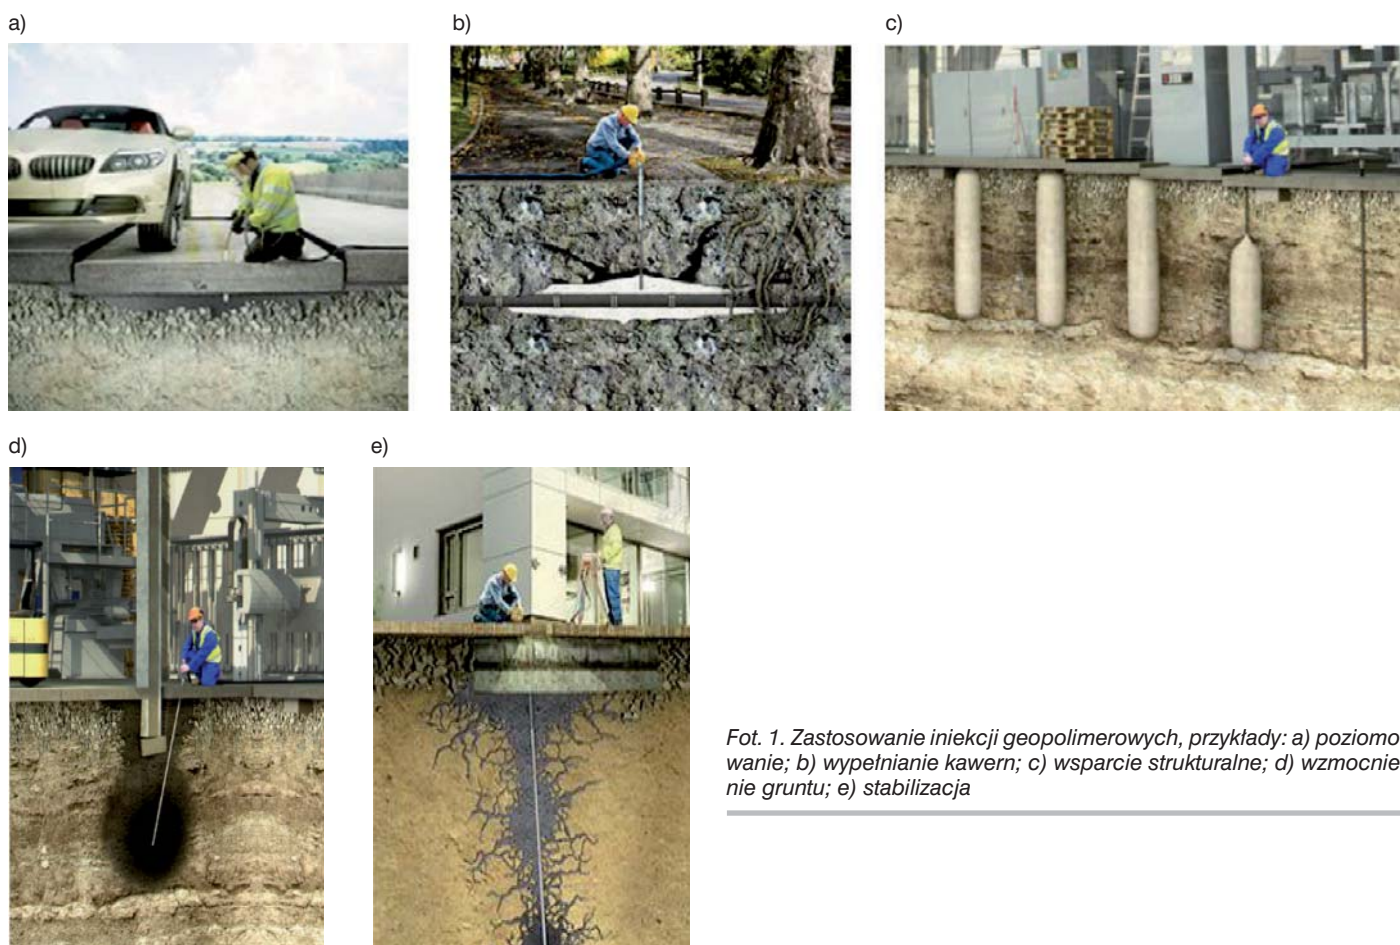 a)
b)
c)
d)
e)
Fot. 1. Zastosowanie iniekcji geopolimerowych, przykłady: a) poziomo
wanie; b) wypełnianie kawern; c) wsparcie strukturalne; d) wzmocnie
nie gruntu; e) stabilizacja